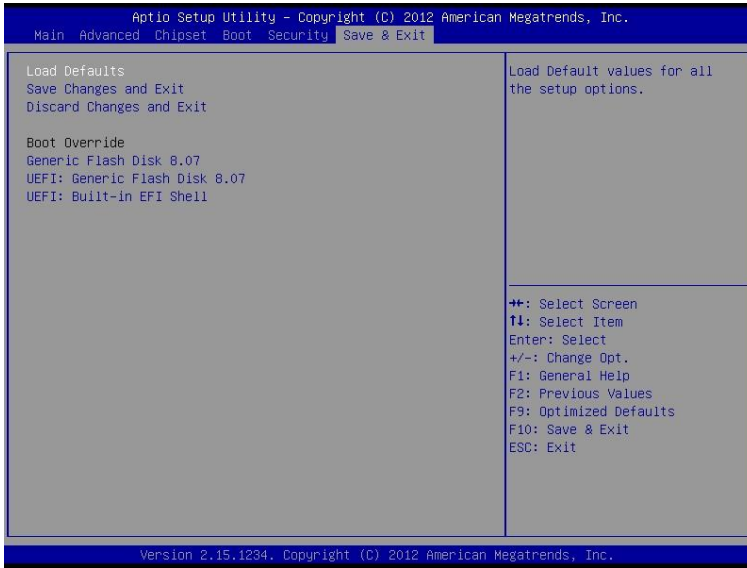 Aptio Setup Utility – Copyright (C) 2012 American Megatrends, Inc.
Main Advanced Chipset Boot Security Save & Exit
Load Defaults
Save Changes and Exit
Discard Changes and Exit
Boot Override
Generic Flash Disk 8.07
UEFI: Generic Flash Disk 8.07
UEFI: Built-in EFI Shell
Load Default values for all
the setup options.
→←: Select Screen
↑↓: Select Item
Enter: Select
+/-: Change Opt.
F1: General Help
F2: Previous Values
F9: Optimized Defaults
F10: Save & Exit
ESC: Exit
Version 2.15.1234. Copyright (C) 2012 American Megatrends, Inc.